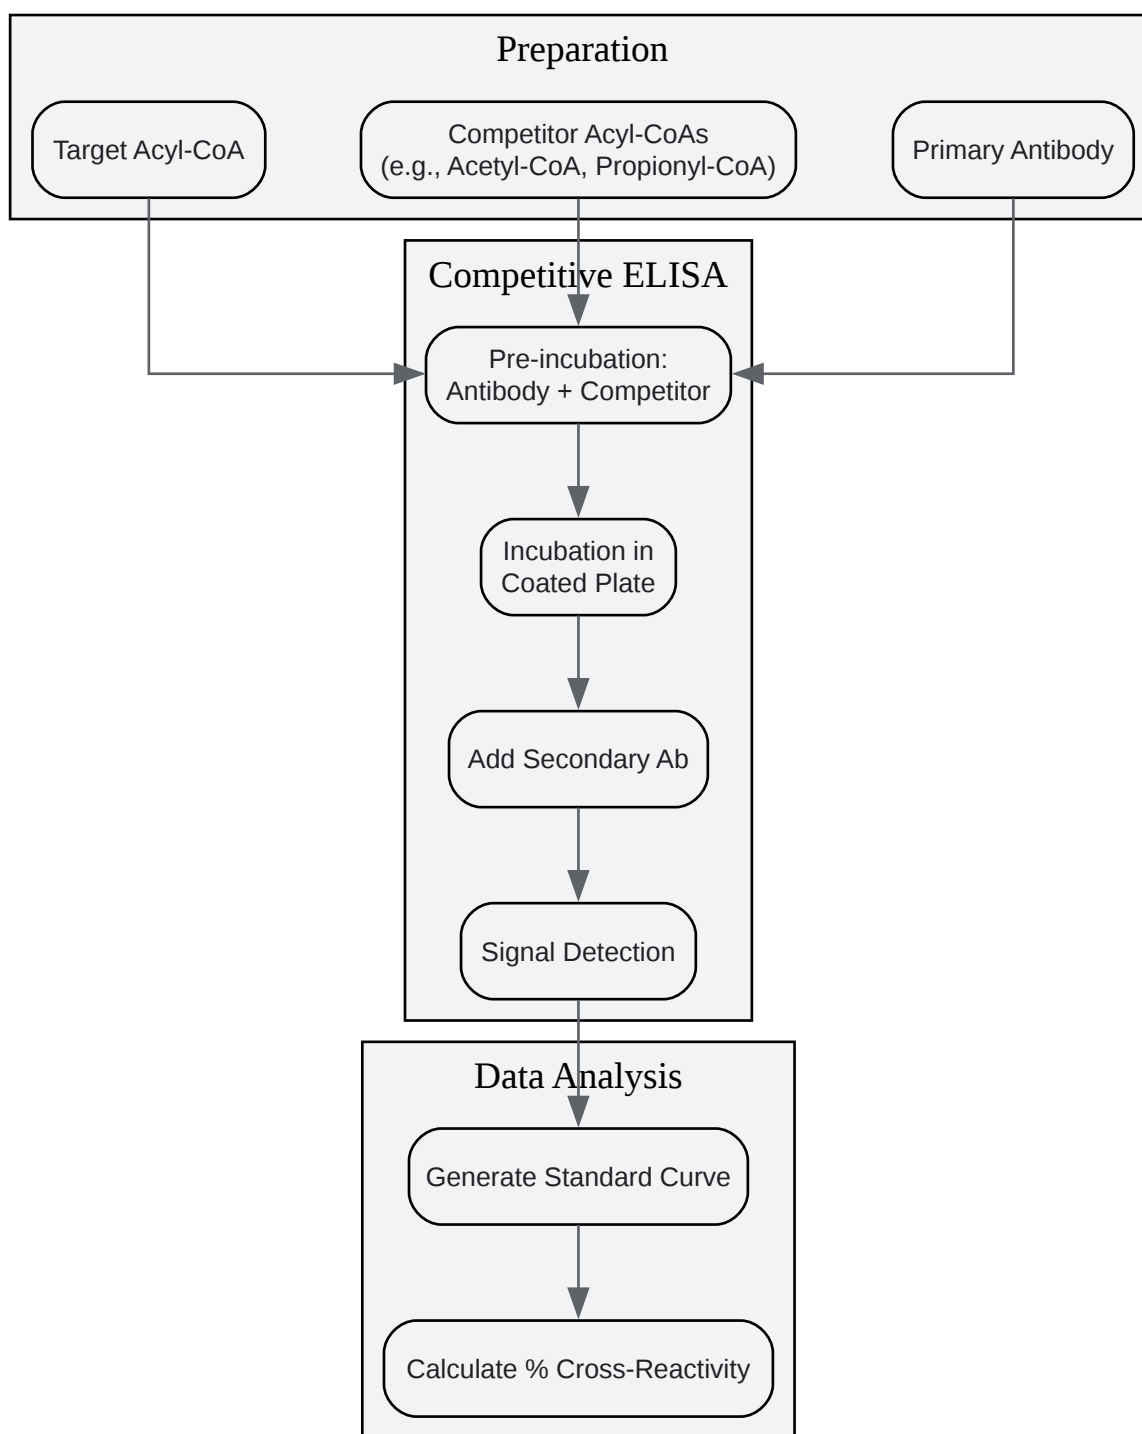 Preparation
Target Acyl-CoA
Competitor Acyl-CoAs
(e.g., Acetyl-CoA, Propionyl-CoA)
Primary Antibody
Competitive ELISA
Pre-incubation:
Antibody + Competitor
Incubation in
Coated Plate
Add Secondary Ab
Signal Detection
Data Analysis
Generate Standard Curve
Calculate % Cross-Reactivity